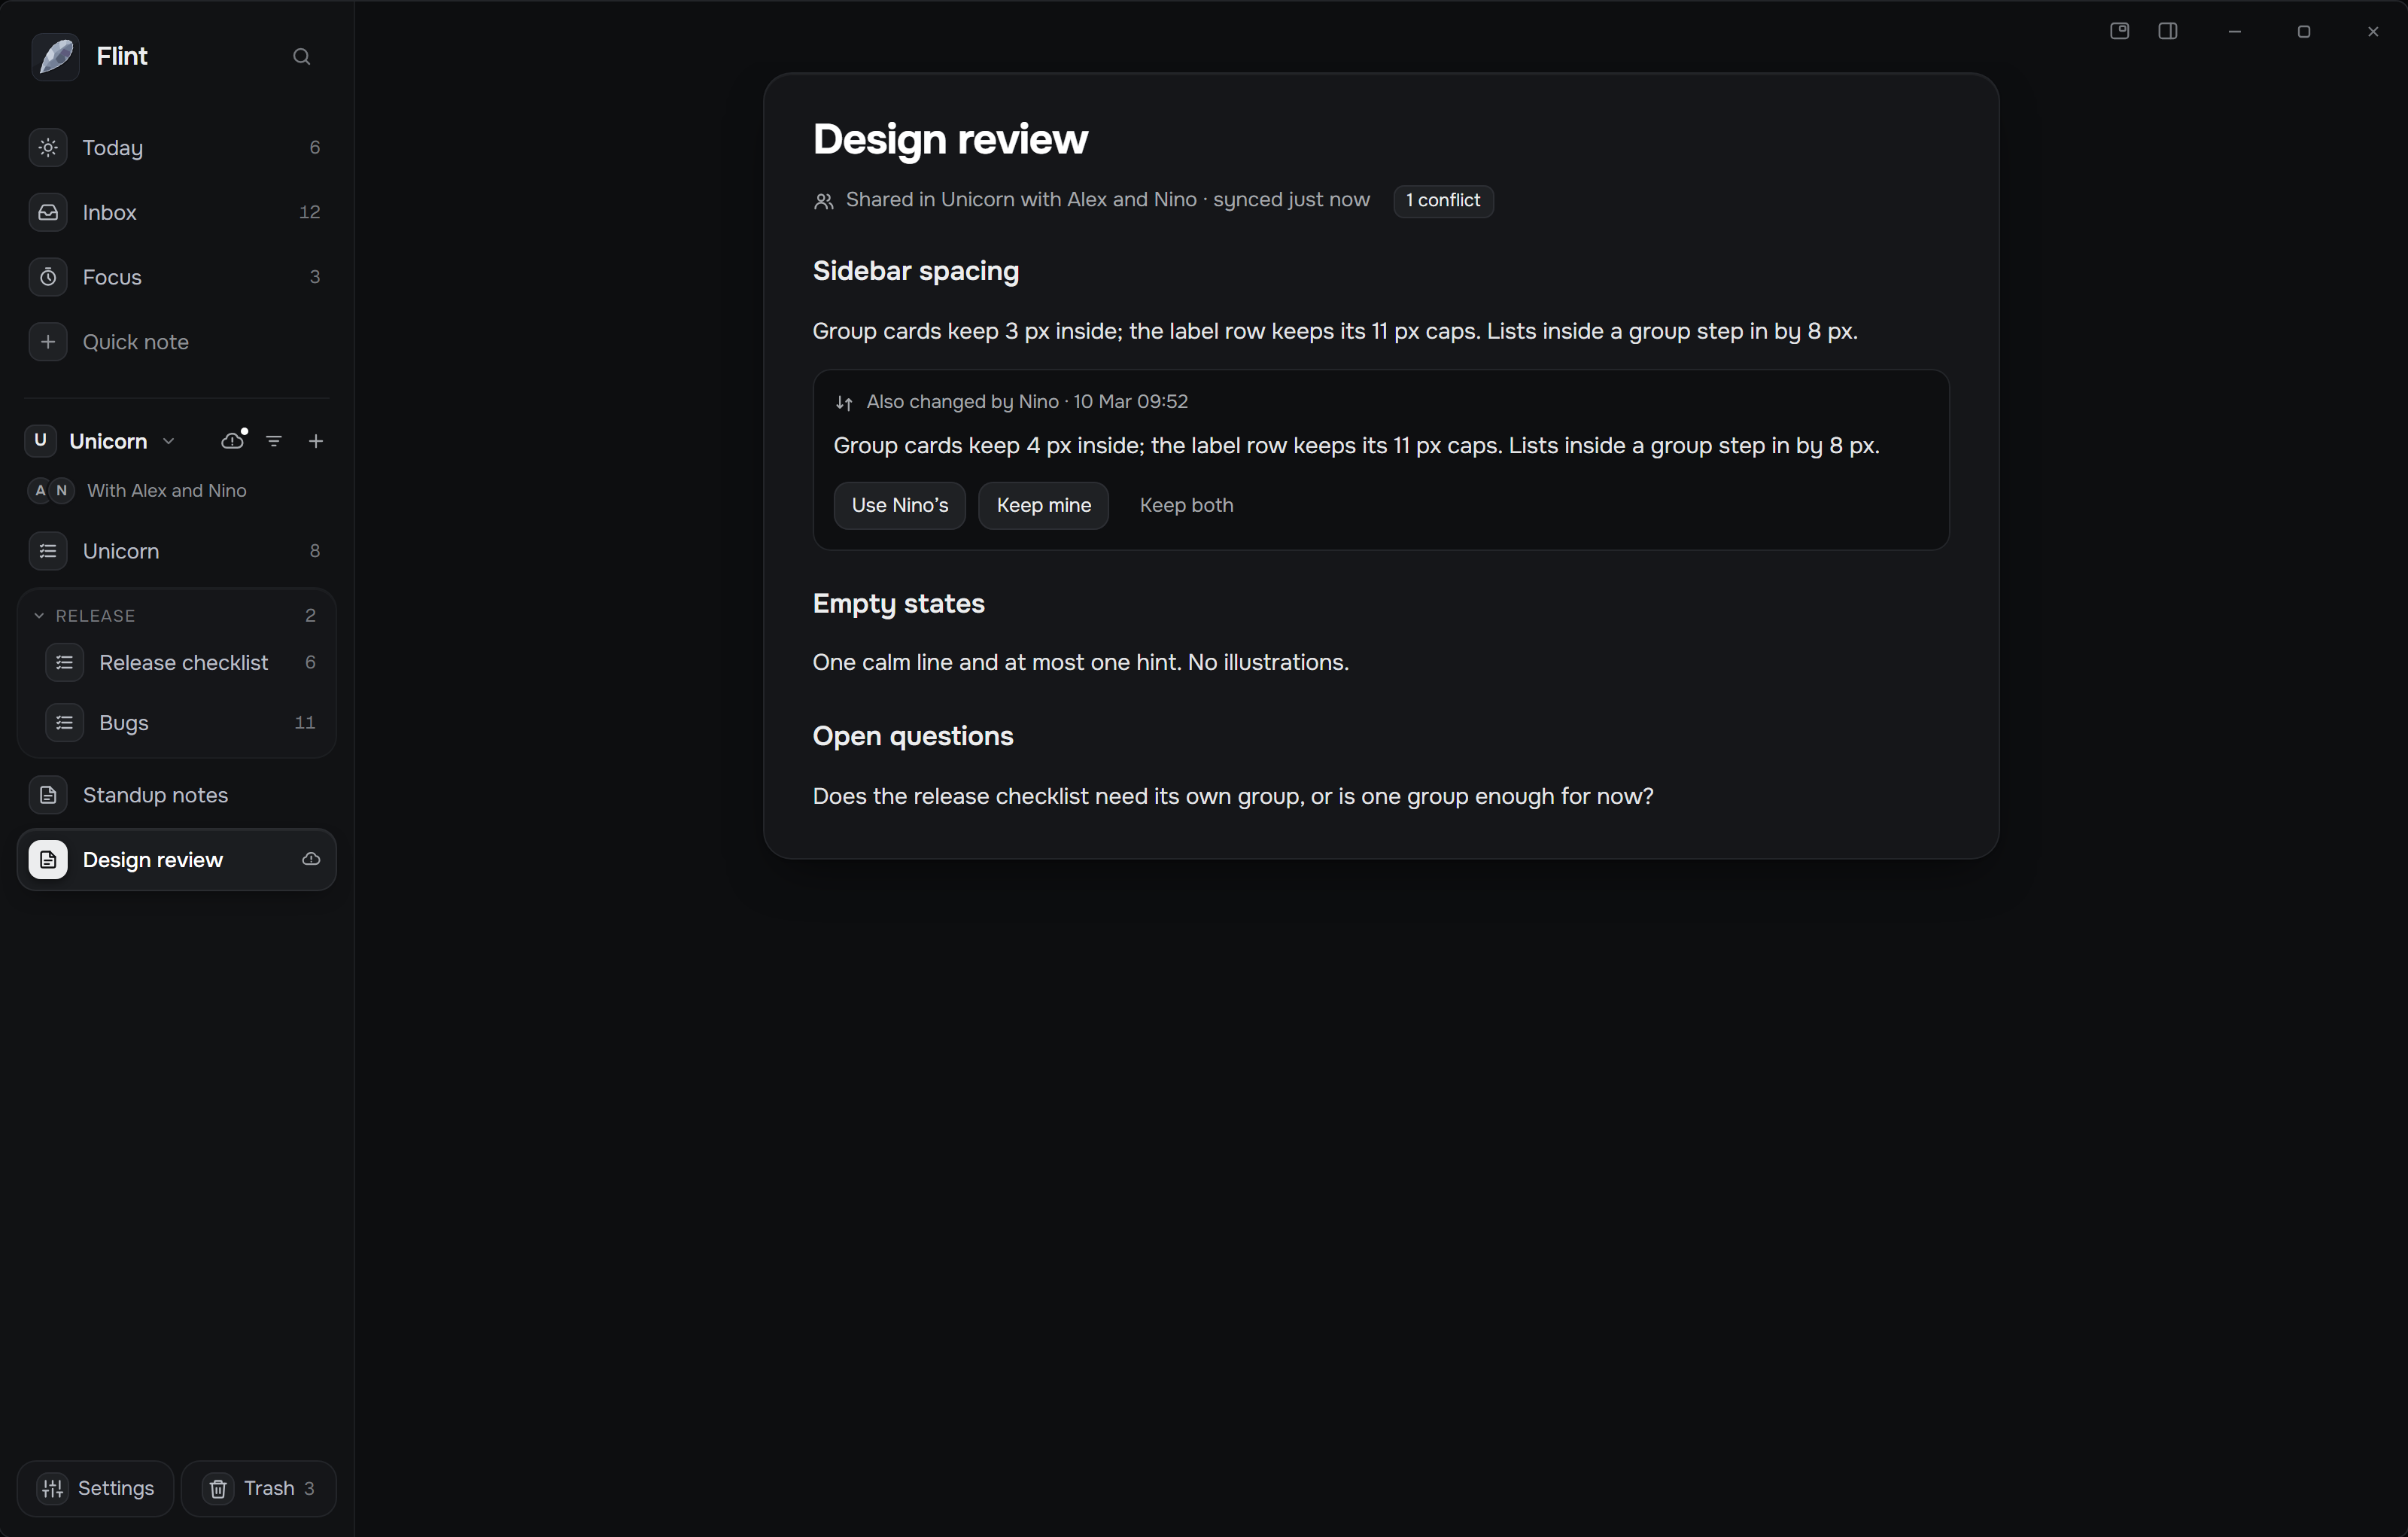 Flint
Today 6
Inbox 12
Focus 3
Quick note
U Unicorn
A N With Alex and Nino
Unicorn 8
RELEASE 2
Release checklist 6
Bugs 11
Standup notes
Design review
Settings
Trash 3
Design review
Shared in Unicorn with Alex and Nino · synced just now 1 conflict
Sidebar spacing
Group cards keep 3 px inside; the label row keeps its 11 px caps. Lists inside a group step in by 8 px.
Also changed by Nino · 10 Mar 09:52
Group cards keep 4 px inside; the label row keeps its 11 px caps. Lists inside a group step in by 8 px.
Use Nino’s Keep mine Keep both
Empty states
One calm line and at most one hint. No illustrations.
Open questions
Does the release checklist need its own group, or is one group enough for now?